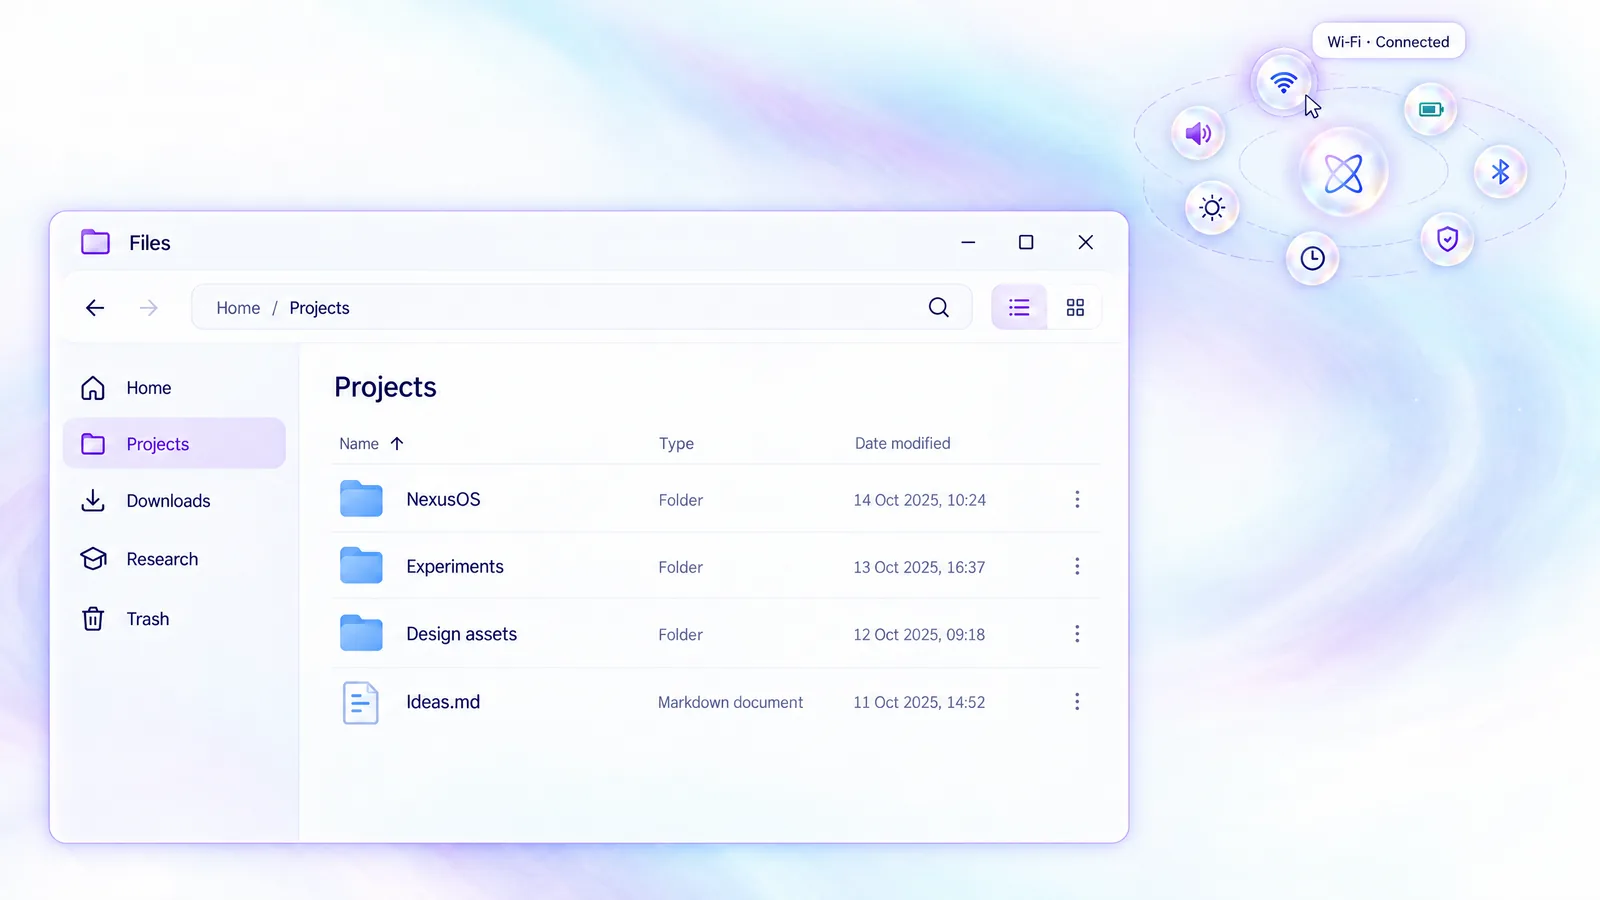 Wi-Fi · Connected
Files
Home / Projects
Home
Projects
Downloads
Research
Trash
Projects
Name Type Date modified
NexusOS Folder 14 Oct 2025, 10:24
Experiments Folder 13 Oct 2025, 16:37
Design assets Folder 12 Oct 2025, 09:18
Ideas.md Markdown document 11 Oct 2025, 14:52